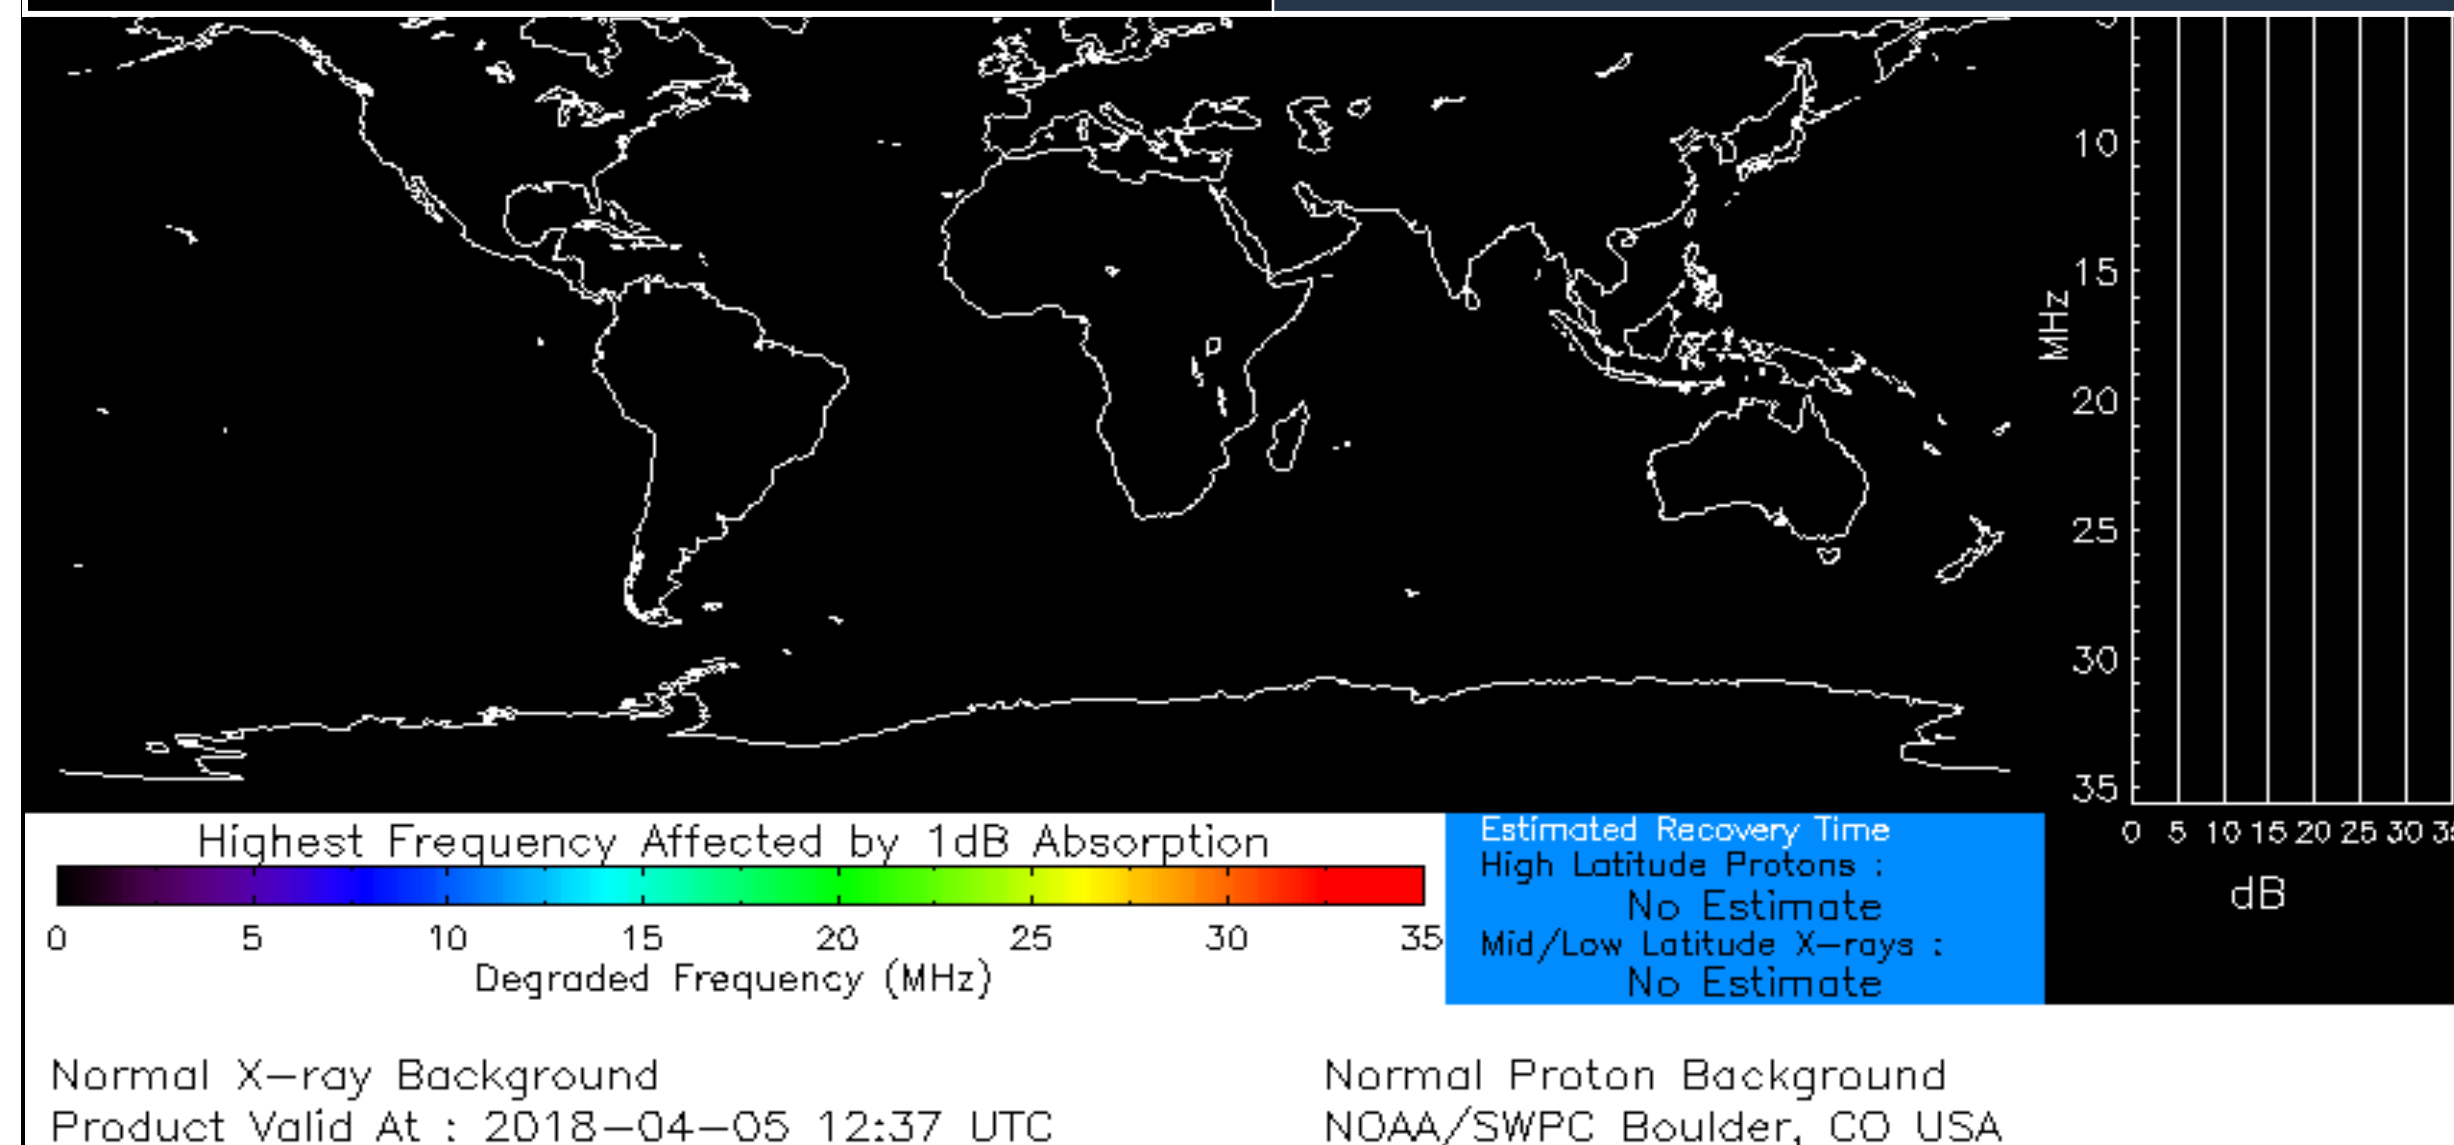 10
15
MHz
20
25
30
35
0 5 10 15 20 25 30
dB
Highest Frequency Affected by 1dB Absorption
0 5 10 15 20 25 30 35
Degraded Frequency (MHz)
Estimated Recovery Time
High Latitude Protons :
No Estimate
Mid/Low Latitude X-rays :
No Estimate
Normal X-ray Background
Normal Proton Background
Product Valid At : 2018-04-05 12:37 UTC
NOAA/SWPC Boulder, CO USA